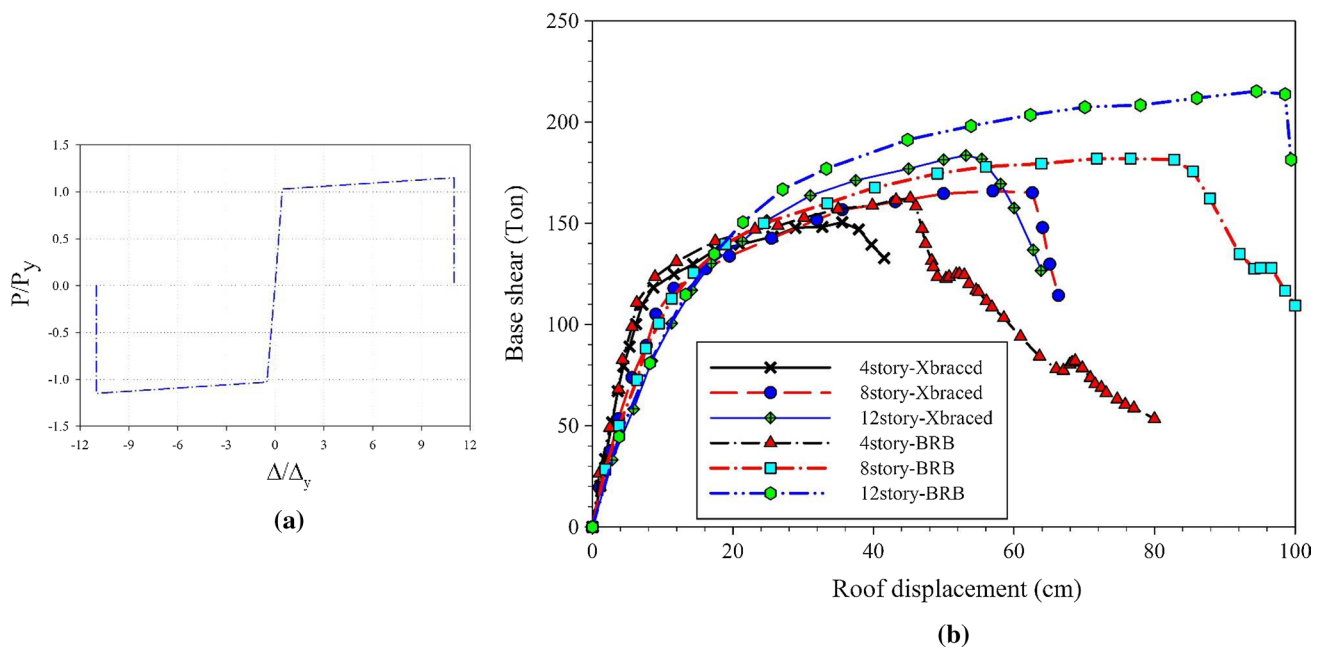 1.5
1.0
0.5
0.0
-0.5
-1.0
-1.5
P/Py
-12 -9 -6 -3 0 3 6 9 12
Δ/Δy
(a)
250
200
150
100
50
0
Base shear (Ton)
4story-Xbraced
8story-Xbraced
12story-Xbraced
4story-BRB
8story-BRB
12story-BRB
0 20 40 60 80 100
Roof displacement (cm)
(b)